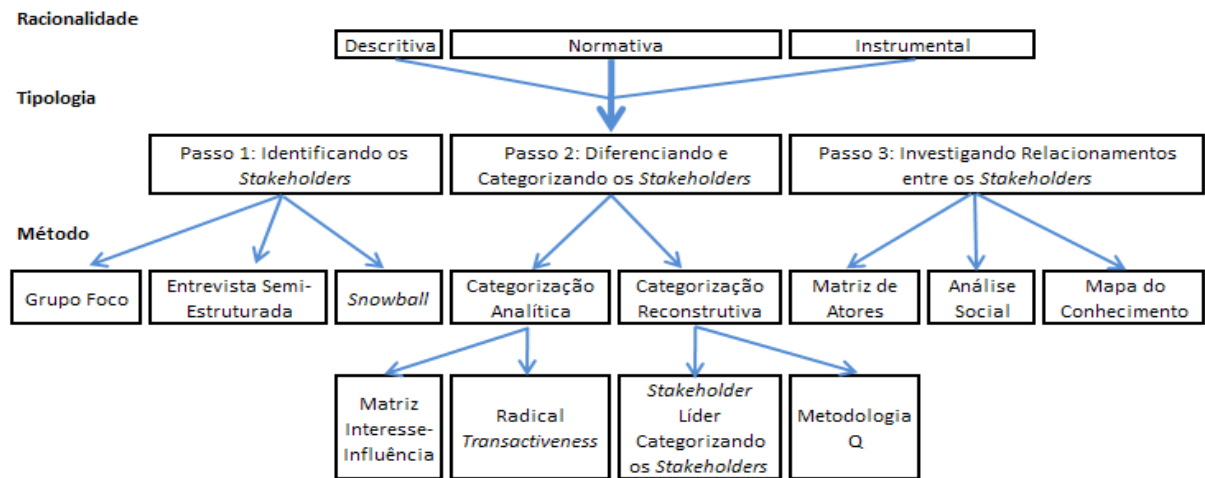 Racionalidade
Descritiva
Normativa
Instrumental
Tipologia
Passo 1: Identificando os
Stakeholders
Passo 2: Diferenciando e
Categorizando os Stakeholders
Passo 3: Investigando Relacionamentos
entre os Stakeholders
Método
Grupo Foco
Entrevista Semi-
Estruturada
Snowball
Categorização
Analítica
Categorização
Reconstrutiva
Matriz de
Atores
Análise
Social
Mapa do
Conhecimento
Matriz
Interesse-
Influência
Radical
Transactiveness
Stakeholder
Líder
Categorizando
os Stakeholders
Metodologia
Q